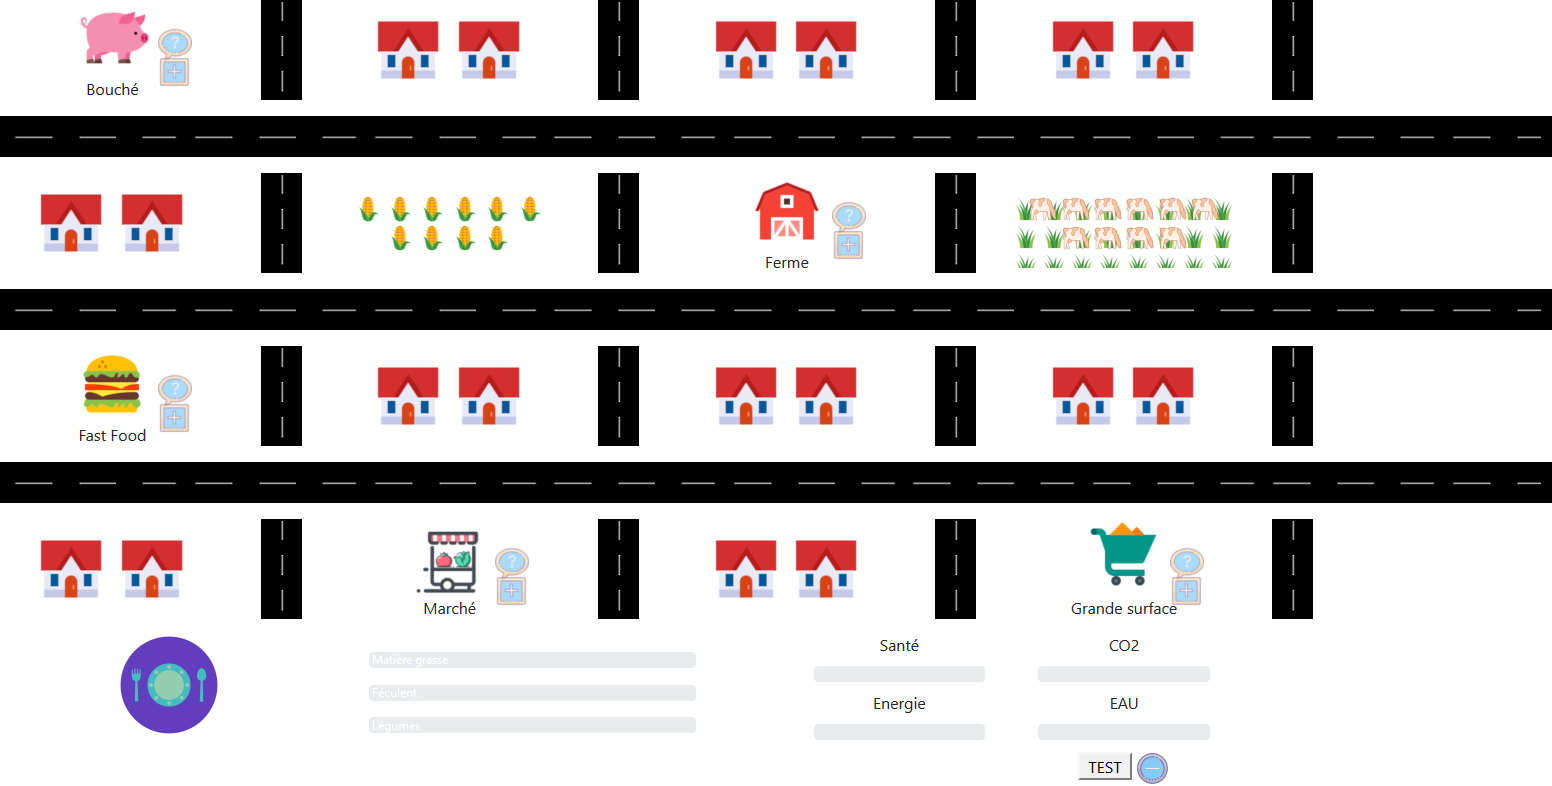 Bouché
Ferme
Fast Food
Marché
Grande surface
Matière grasse
Féculent
Légumes
Santé
CO2
Energie
EAU
TEST